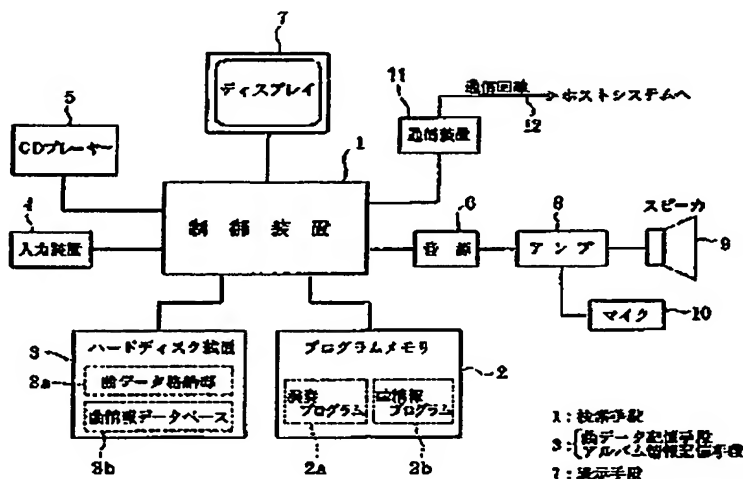 7
ディスプレイ
11
通信回線
ホストシステムへ
12
通信装置
5
CDプレーヤー
1
制御装置
4
入力装置
6
音源
8
アンプ
スピーカ
9
マイク
10
3
ハードディスク装置
3a
曲データ格納部
曲情報データベース
3b
プログラムメモリ
2
演奏
プログラム
曲情報
プログラム
2a
2b
1:検索手段
3:{曲データ記憶手段
アルバム情報記憶手段
7:表示手段